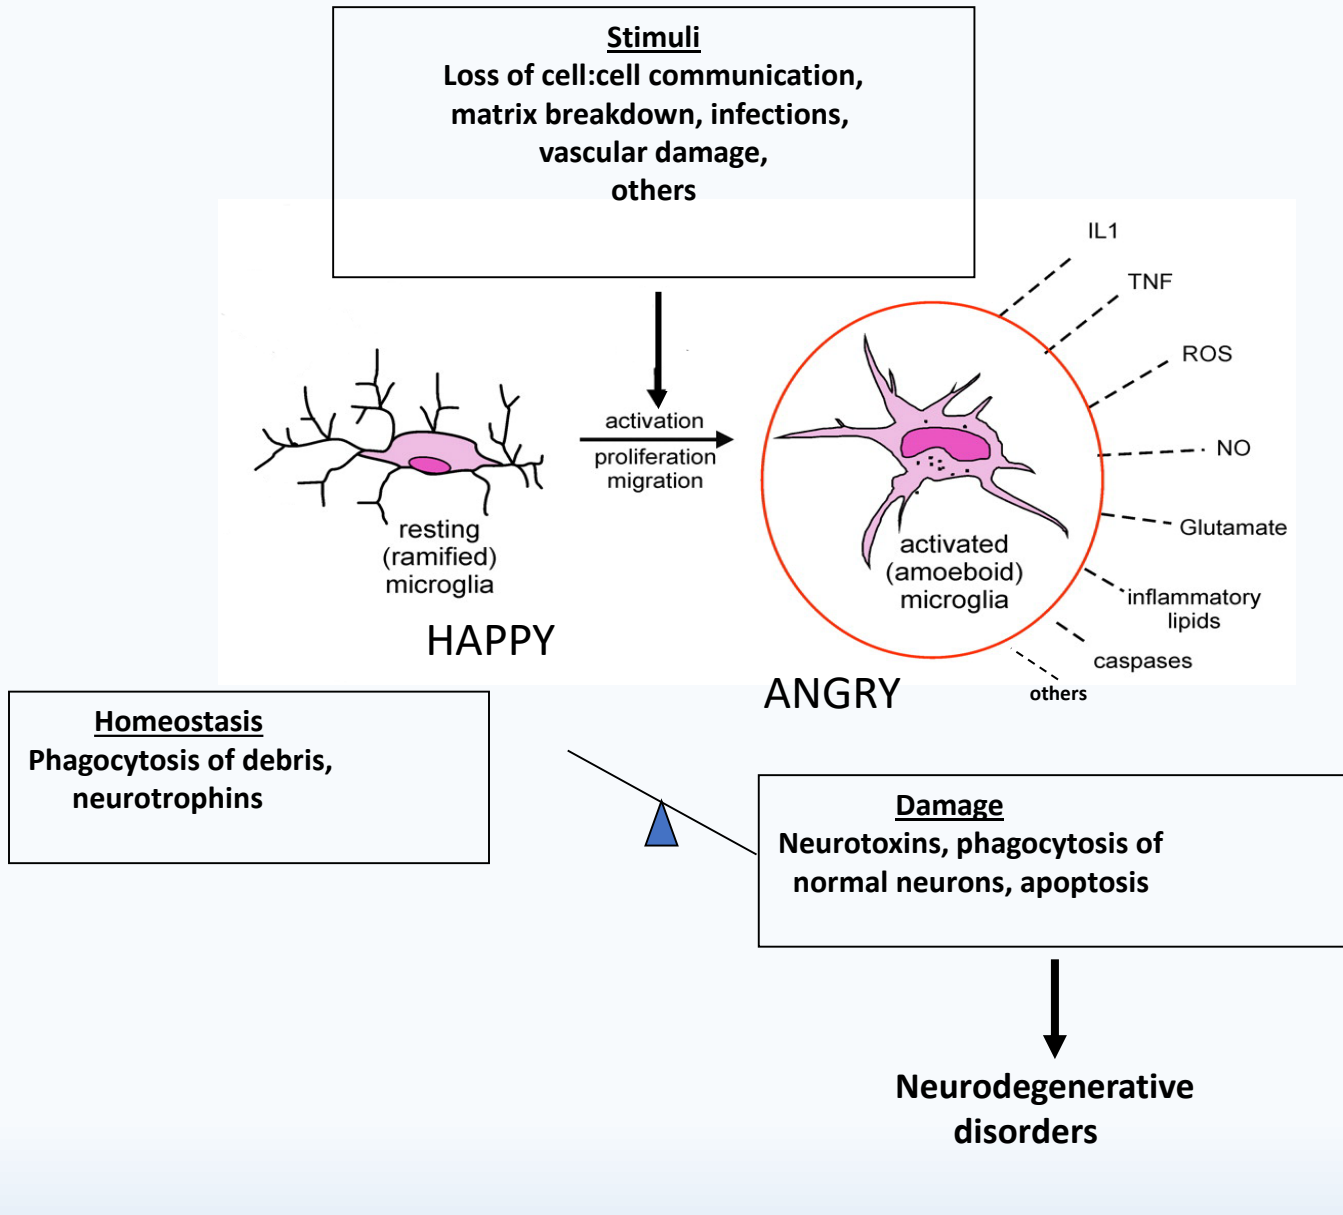 Stimuli
Loss of cell:cell communication,
matrix breakdown, infections,
vascular damage,
others
IL1
TNF
ROS
NO
Glutamate
inflammatory
lipids
caspases
others
activation
proliferation
migration
resting
(ramified)
microglia
HAPPY
activated
(amoeboid)
microglia
ANGRY
Homeostasis
Phagocytosis of debris,
neurotrophins
Damage
Neurotoxins, phagocytosis of
normal neurons, apoptosis
Neurodegenerative
disorders